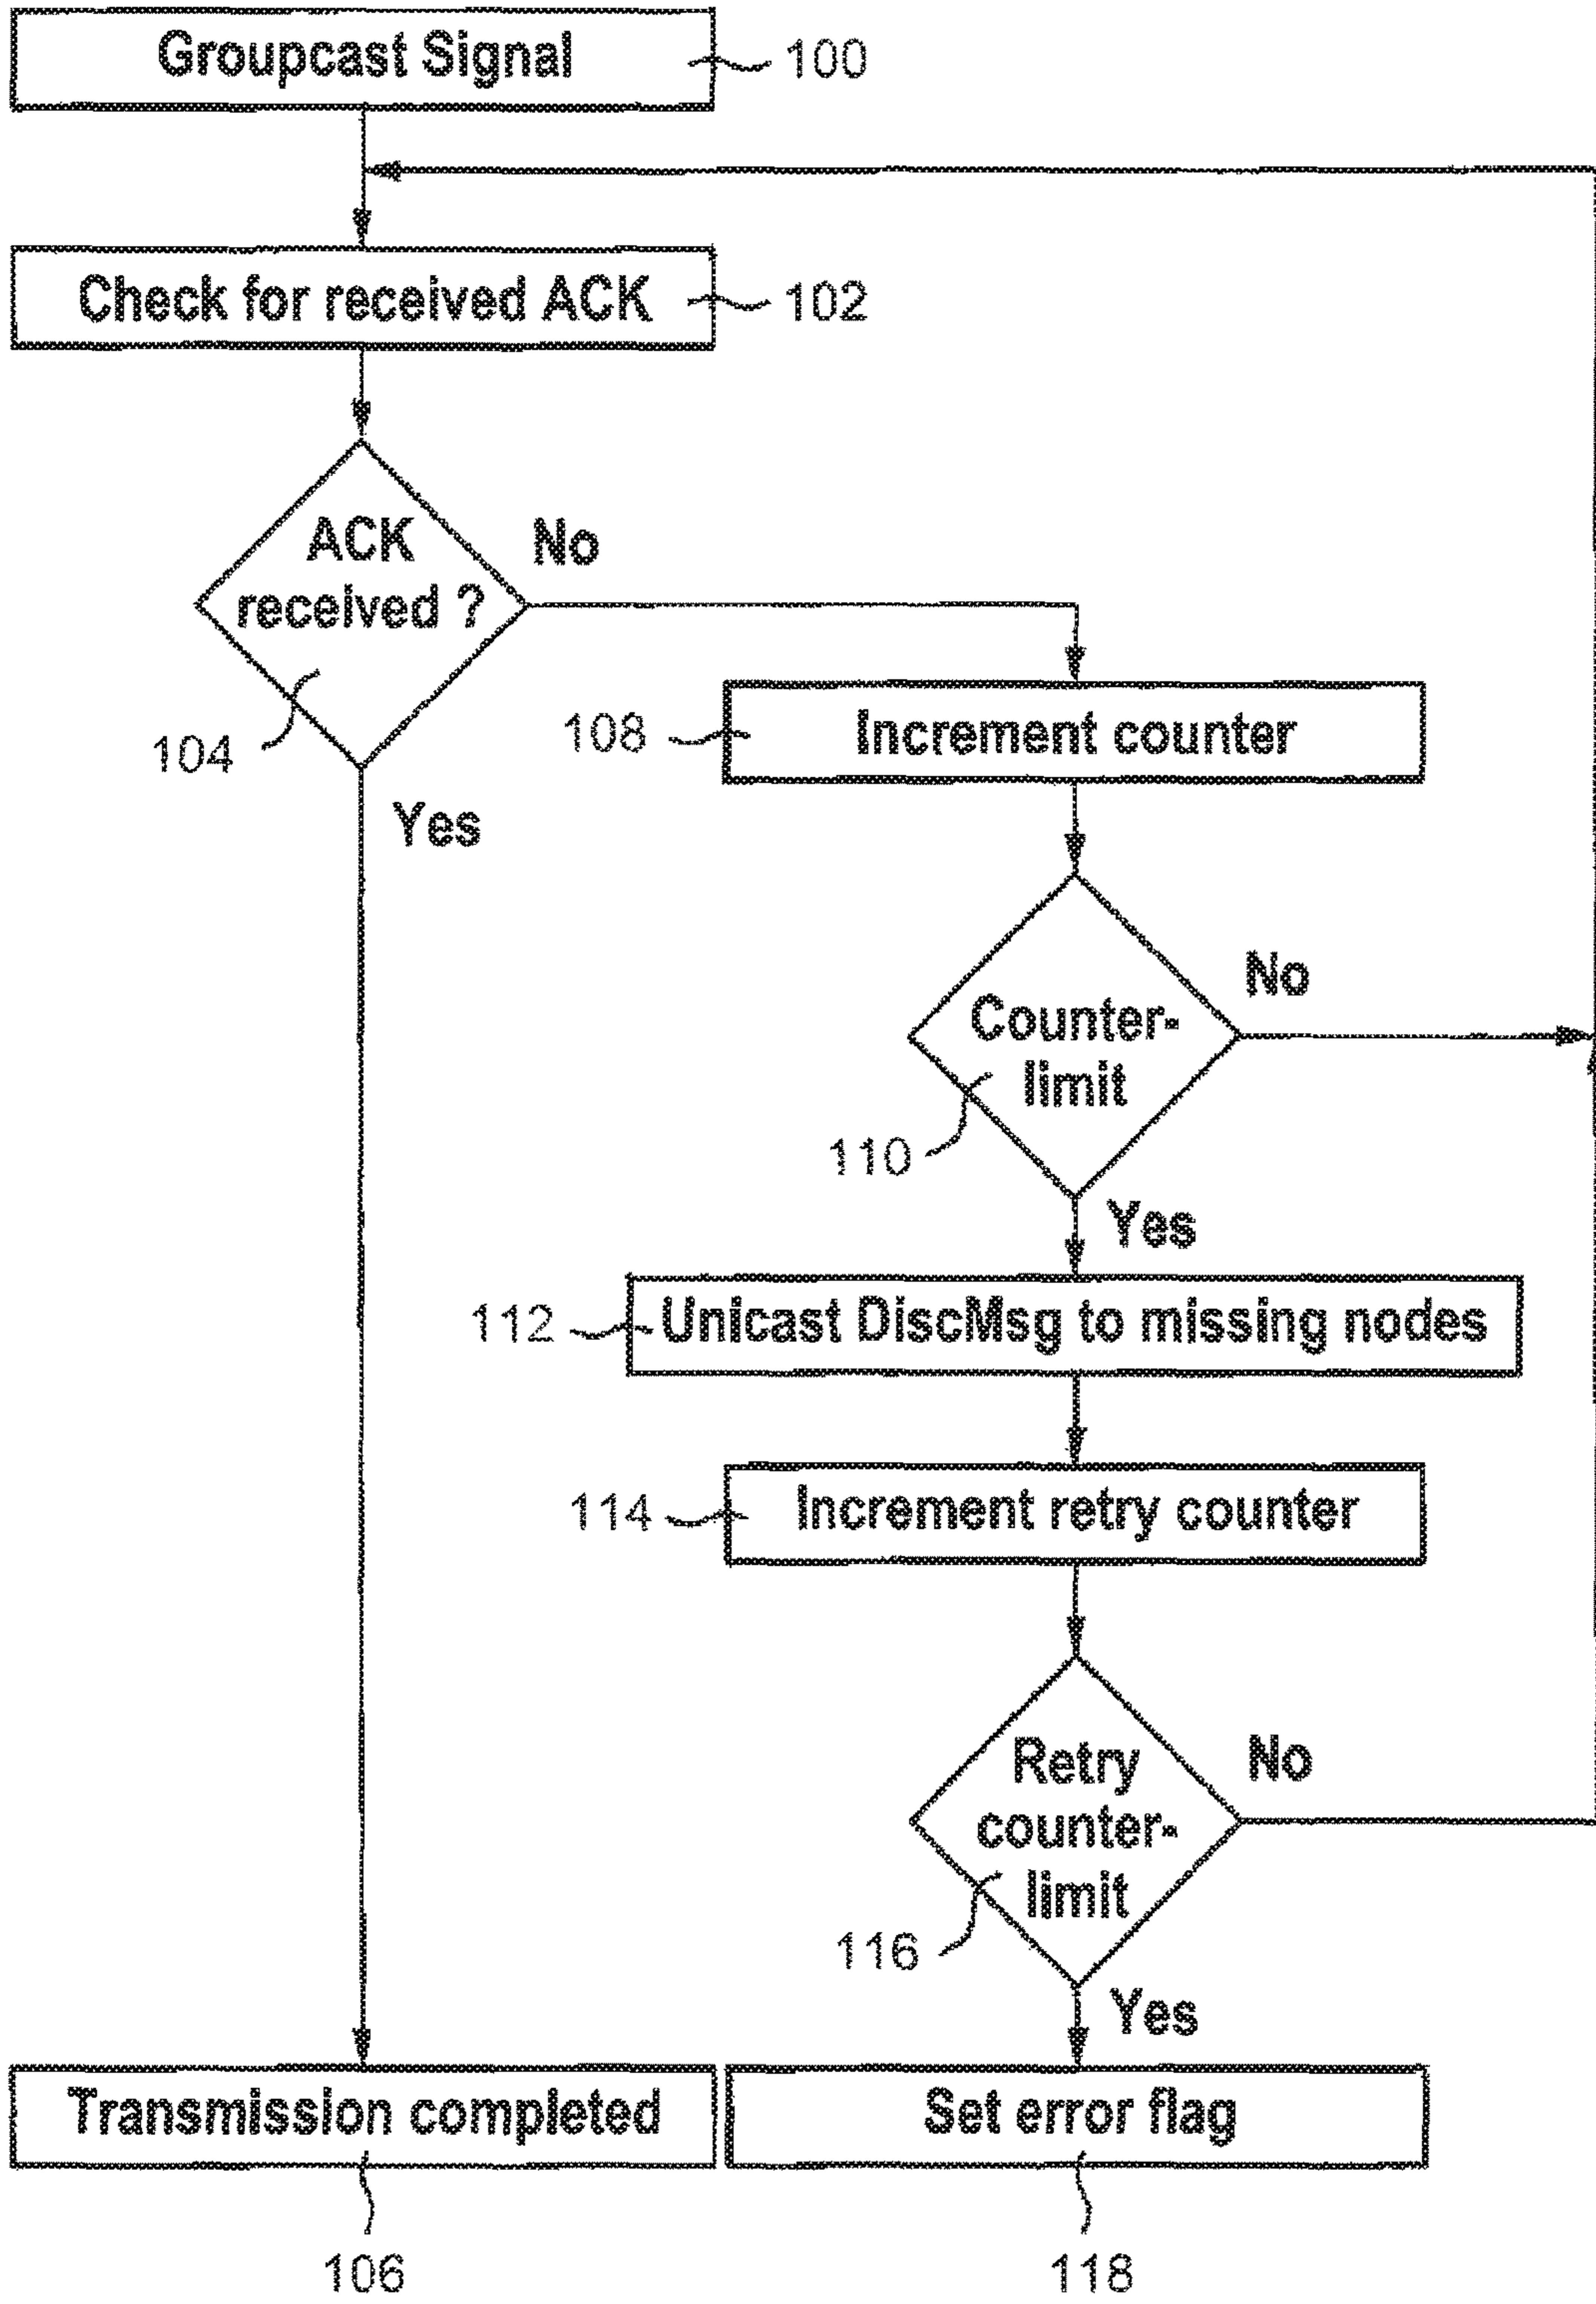 Groupcast Signal
100
Check for received ACK
102
ACK
received ?
No
104
Yes
108
Increment counter
Counter-
limit
No
110
Yes
112
Unicast DiscMsg to missing nodes
114
Increment retry counter
Retry
counter-
limit
No
116
Yes
Transmission completed
Set error flag
106
118